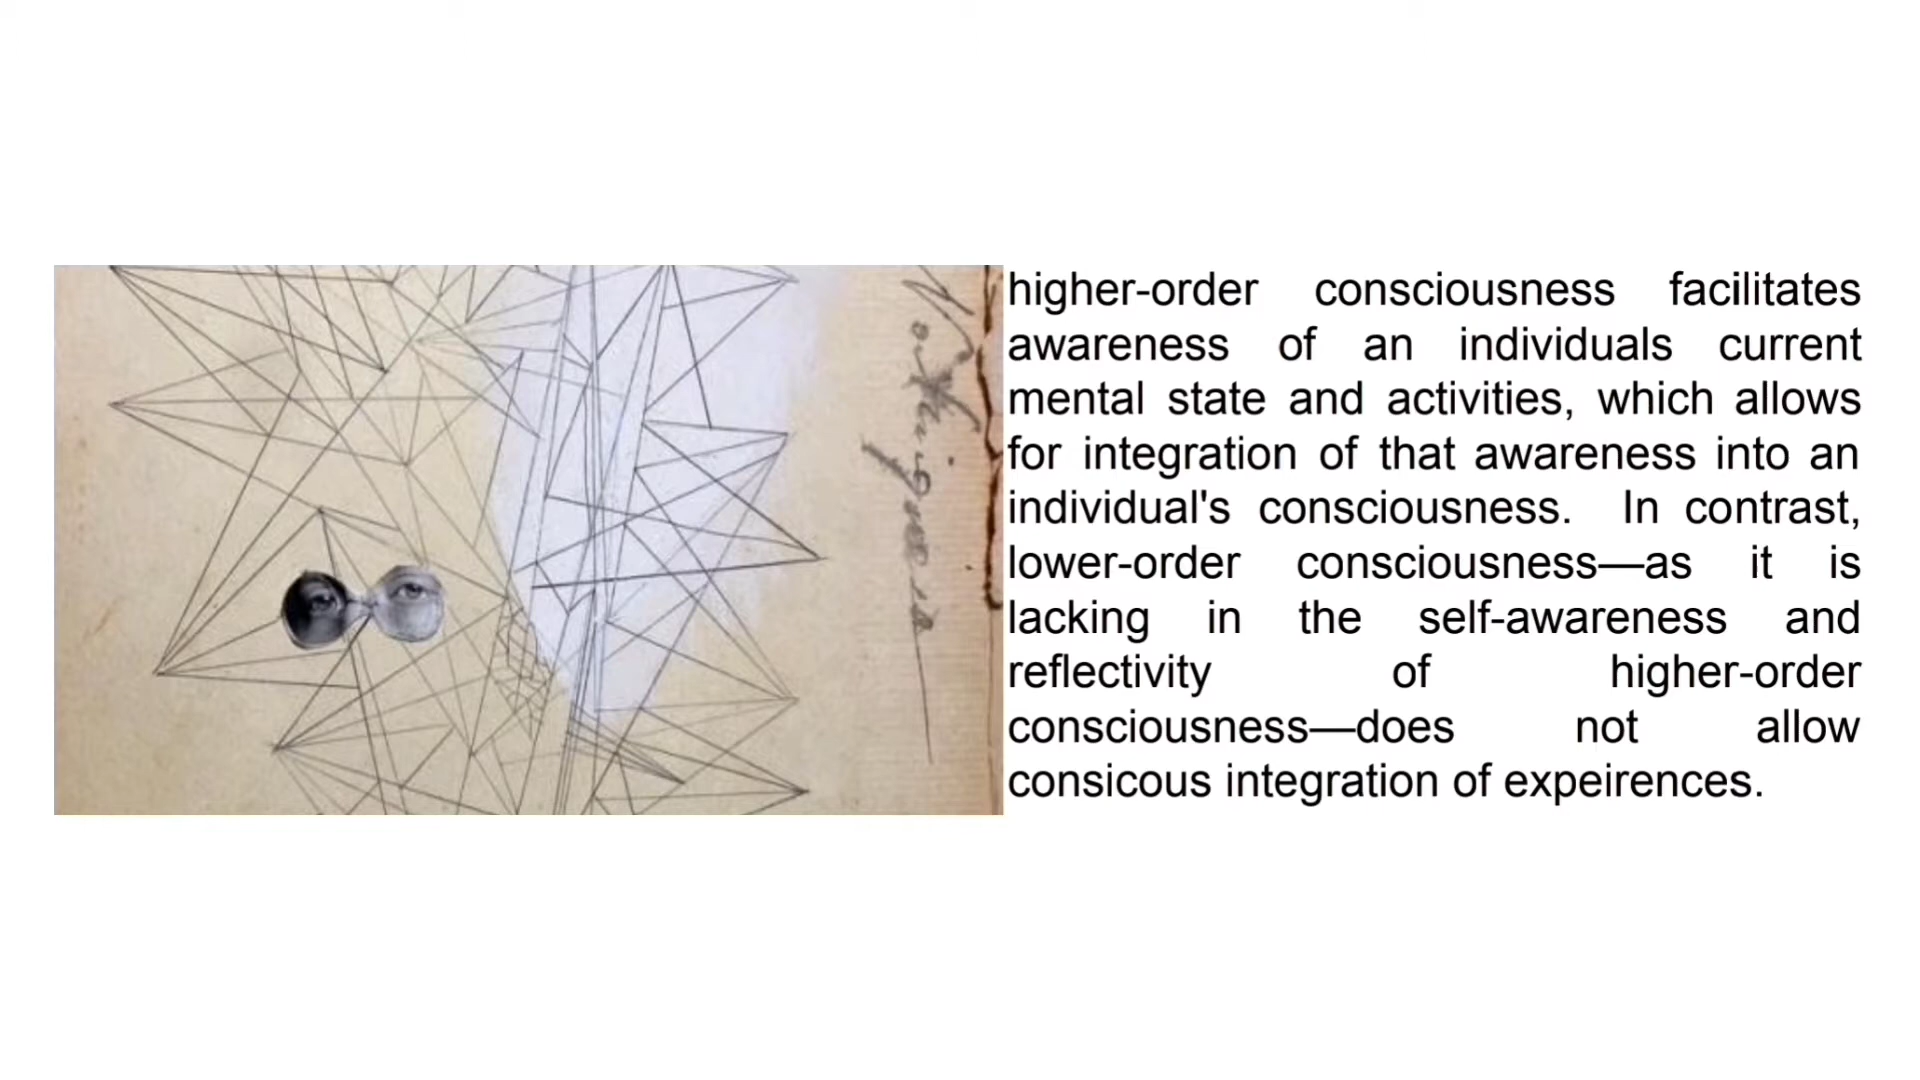 higher-order consciousness facilitates
awareness of an individuals current
mental state and activities, which allows
for integration of that awareness into an
individual's consciousness. In contrast,
lower-order consciousness—as it is
lacking in the self-awareness and
reflectivity of higher-order
consciousness—does not allow
consicous integration of expeirences.